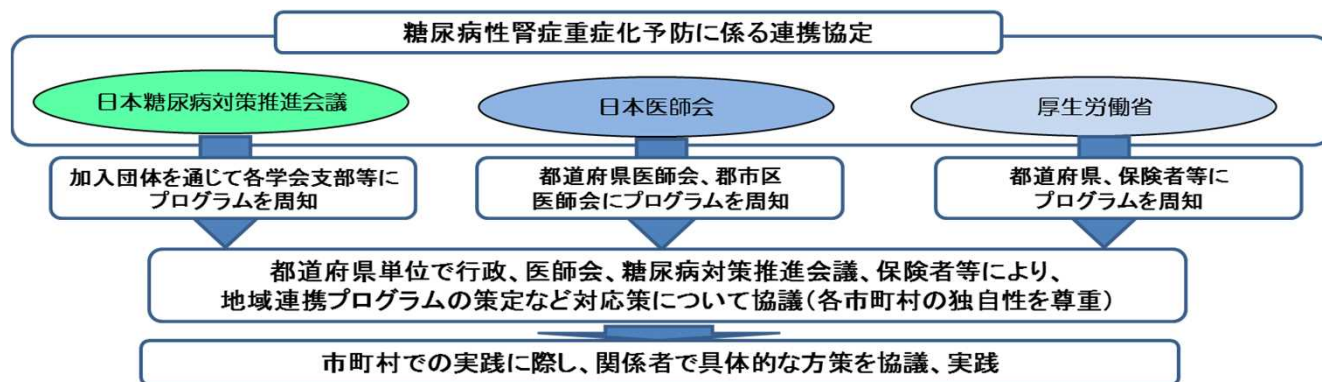 糖尿病性腎症重症化予防に係る連携協定
日本糖尿病対策推進会議
日本医師会
厚生労働省
加入団体を通じて各学会支部等に
プログラムを周知
都道府県医師会、郡市区
医師会にプログラムを周知
都道府県、保険者等に
プログラムを周知
都道府県単位で行政、医師会、糖尿病対策推進会議、保険者等により、
地域連携プログラムの策定など対応策について協議(各市町村の独自性を尊重)
市町村での実践に際し、関係者で具体的な方策を協議、実践